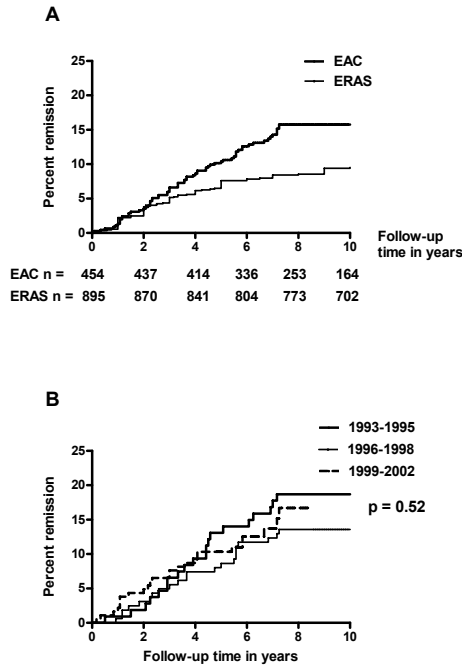 A
EAC
ERAS
25
20
15
10
5
0
Percent remission
0 2 4 6 8 10
Follow-up
time in years
EAC n = 454 437 414 336 253 164
ERAS n = 895 870 841 804 773 702
B
1993-1995
1996-1998
1999-2002
p = 0.52
25
20
15
10
5
0
Percent remission
0 2 4 6 8 10
Follow-up time in years